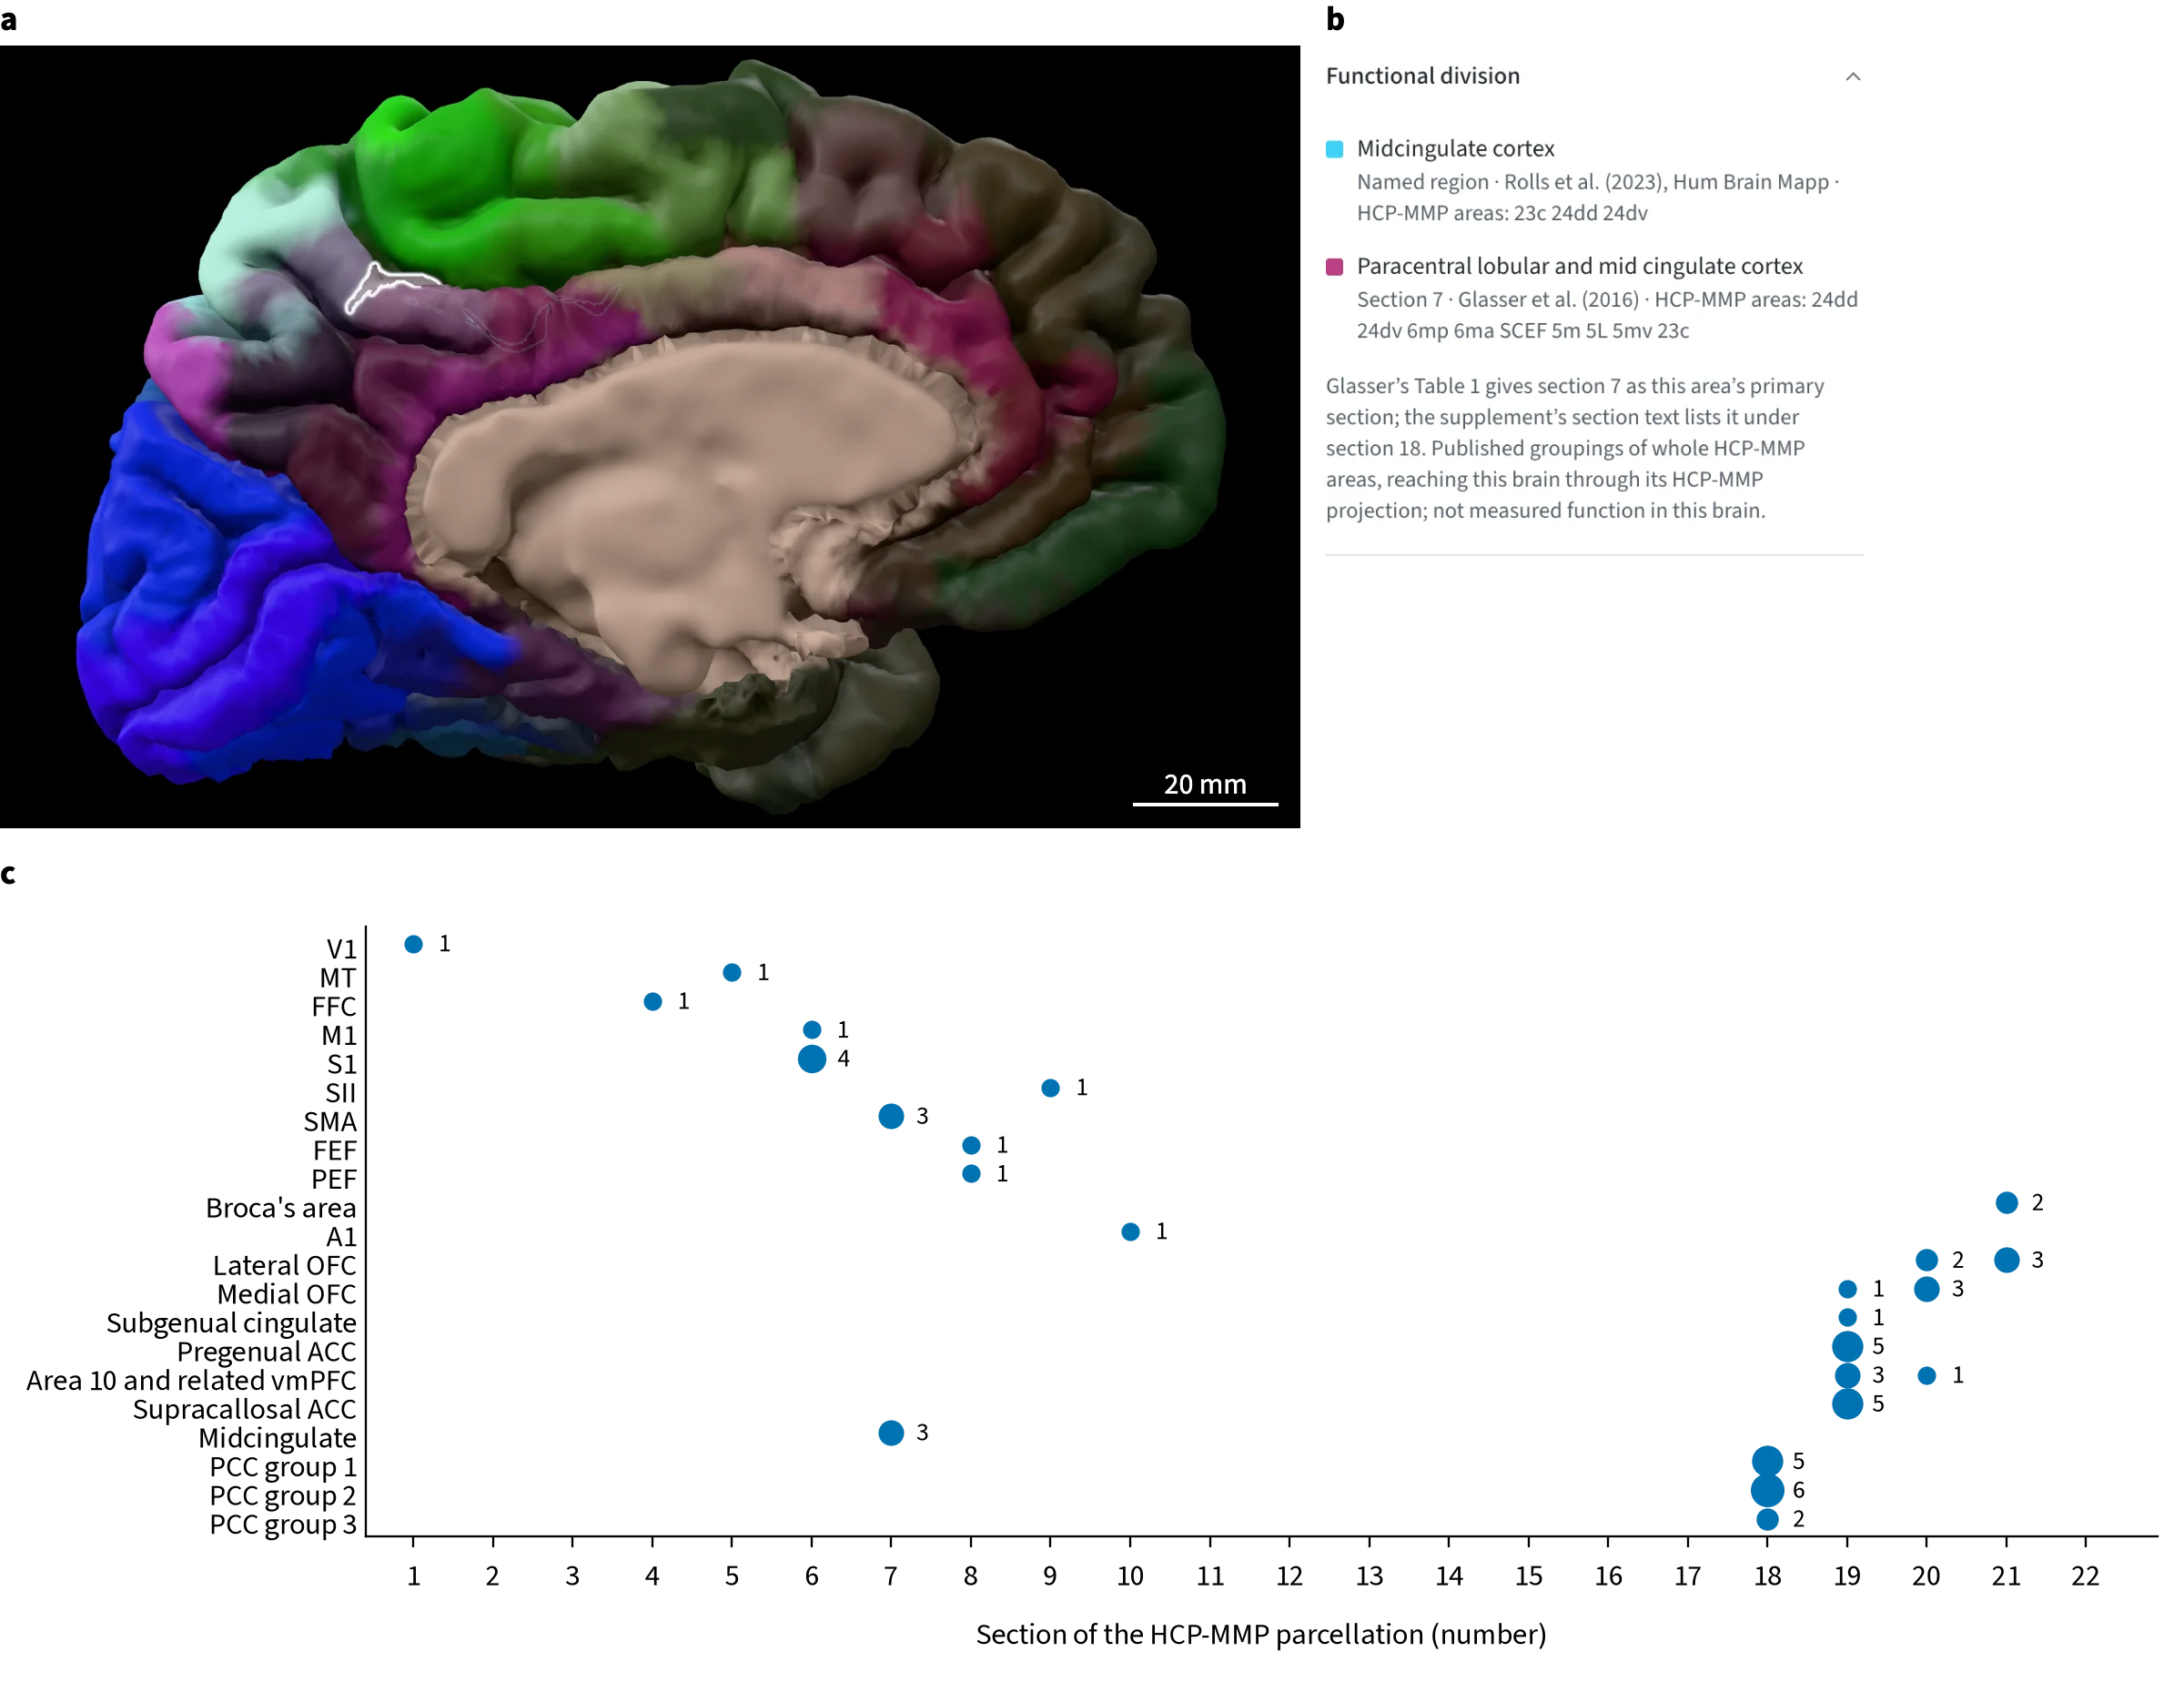 a
20 mm
b
Functional division
Midcingulate cortex
Named region · Rolls et al. (2023), Hum Brain Mapp ·
HCP-MMP areas: 23c 24dd 24dv
Paracentral lobular and mid cingulate cortex
Section 7 · Glasser et al. (2016) · HCP-MMP areas: 24dd
24dv 6mp 6ma SCEF 5m 5L 5mv 23c
Glasser’s Table 1 gives section 7 as this area’s primary
section; the supplement’s section text lists it under
section 18. Published groupings of whole HCP-MMP
areas, reaching this brain through its HCP-MMP
projection; not measured function in this brain.
c
V1 1
MT 1
FFC 1
M1 1
S1 4
SII 1
SMA 3
FEF 1
PEF 1
Broca's area 2
A1 1
Lateral OFC 2 3
Medial OFC 1 3
Subgenual cingulate 1
Pregenual ACC 5
Area 10 and related vmPFC 3 1
Supracallosal ACC 5
Midcingulate 3
PCC group 1 5
PCC group 2 6
PCC group 3 2
1 2 3 4 5 6 7 8 9 10 11 12 13 14 15 16 17 18 19 20 21 22
Section of the HCP-MMP parcellation (number)